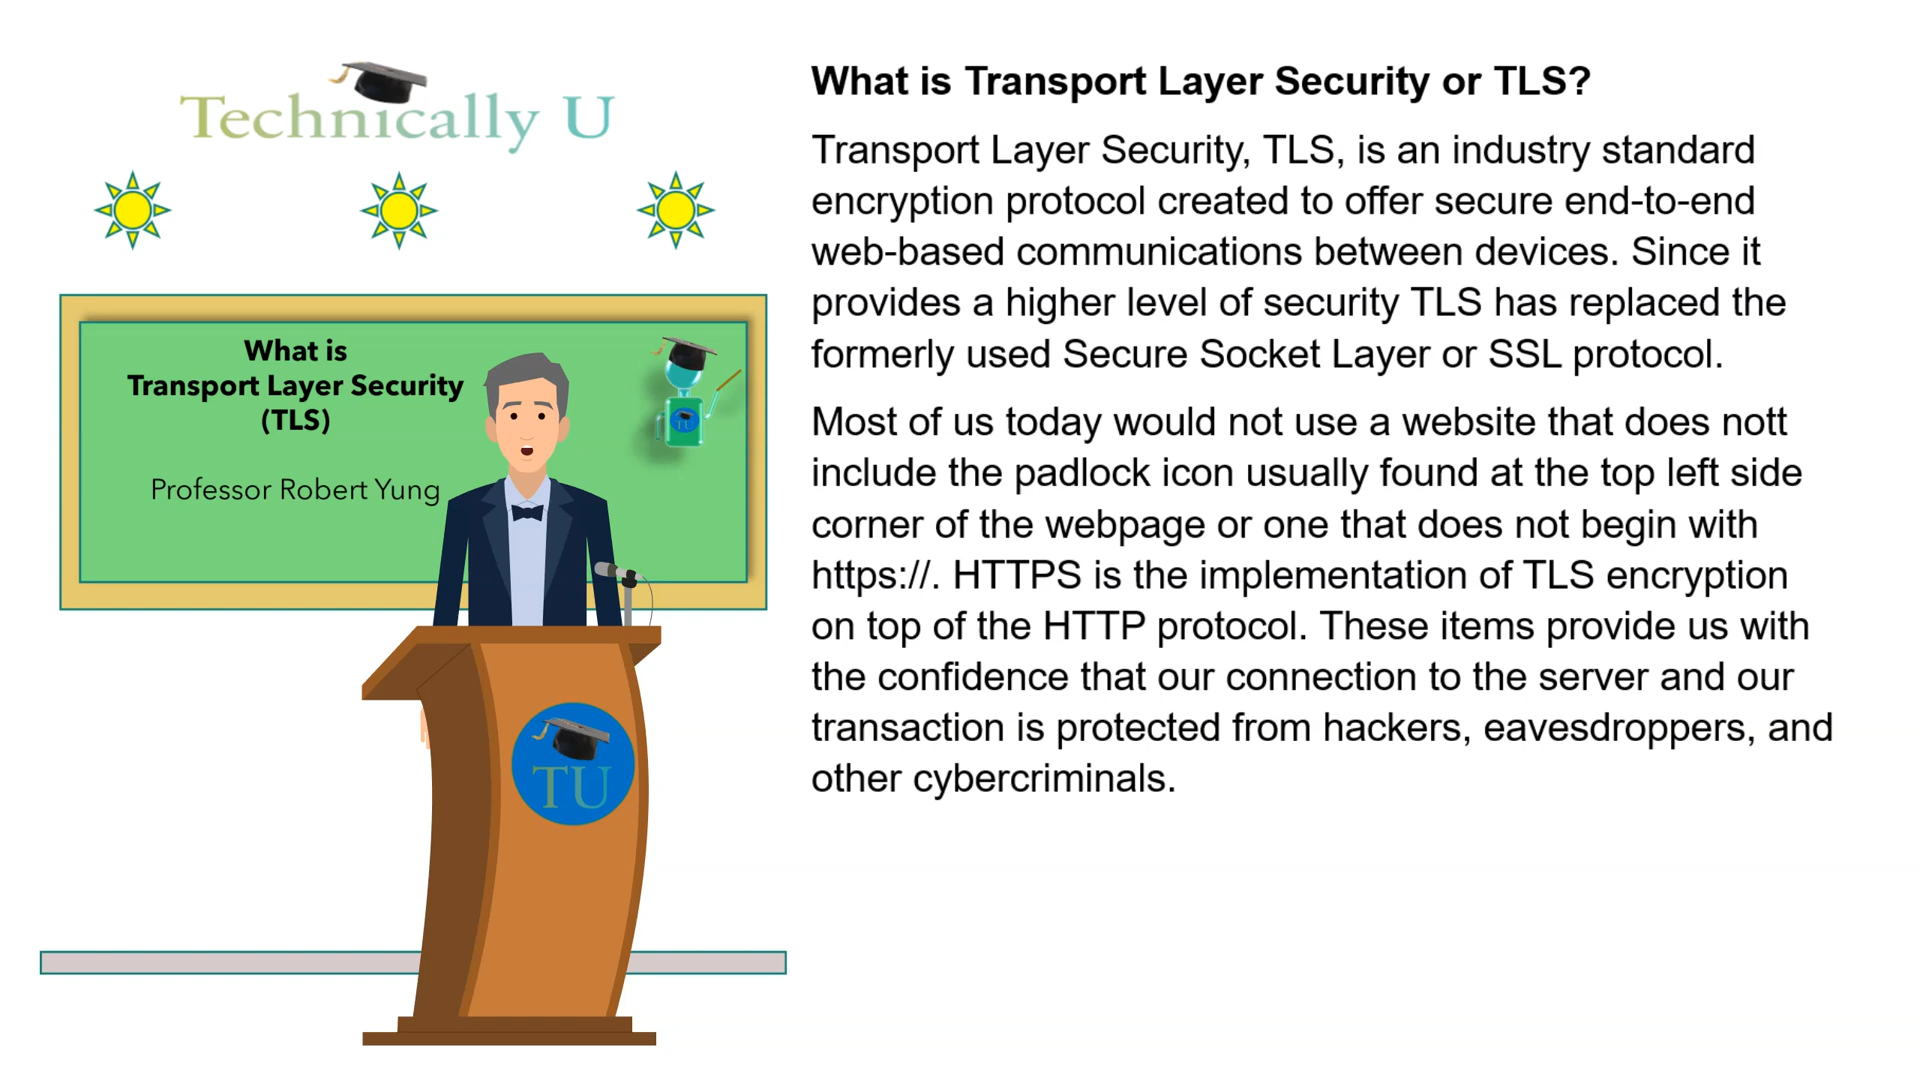 Technically U
What is
Transport Layer Security
(TLS)
Professor Robert Yung
TU
TU
What is Transport Layer Security or TLS?
Transport Layer Security, TLS, is an industry standard
encryption protocol created to offer secure end-to-end
web-based communications between devices. Since it
provides a higher level of security TLS has replaced the
formerly used Secure Socket Layer or SSL protocol.
Most of us today would not use a website that does nott
include the padlock icon usually found at the top left side
corner of the webpage or one that does not begin with
https://. HTTPS is the implementation of TLS encryption
on top of the HTTP protocol. These items provide us with
the confidence that our connection to the server and our
transaction is protected from hackers, eavesdroppers, and
other cybercriminals.